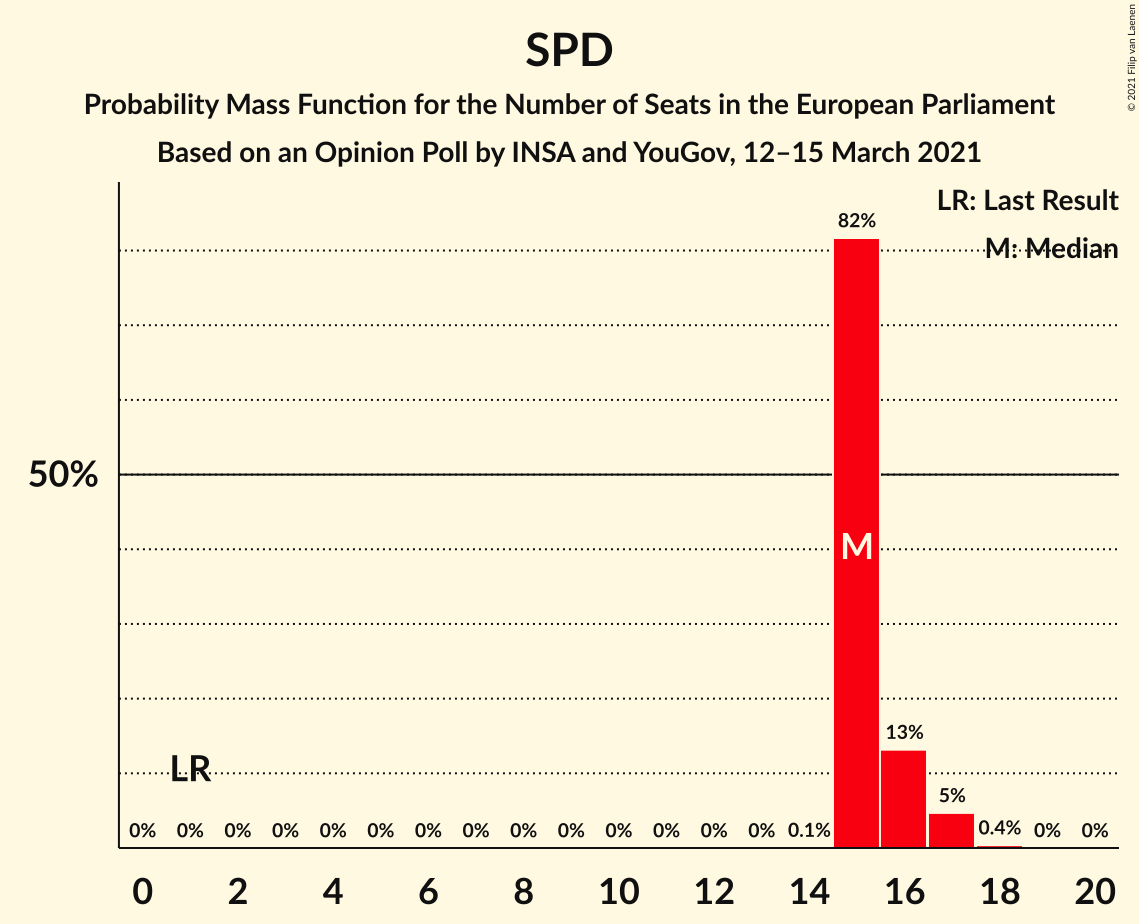 SPD
Probability Mass Function for the Number of Seats in the European Parliament
Based on an Opinion Poll by INSA and YouGov, 12–15 March 2021
© 2021 Filip van Laenen
LR: Last Result
M: Median
82%
50%
M
13%
LR
5%
0% 0% 0% 0% 0% 0% 0% 0% 0% 0% 0% 0% 0% 0% 0.1% 0.4% 0% 0%
0 2 4 6 8 10 12 14 16 18 20